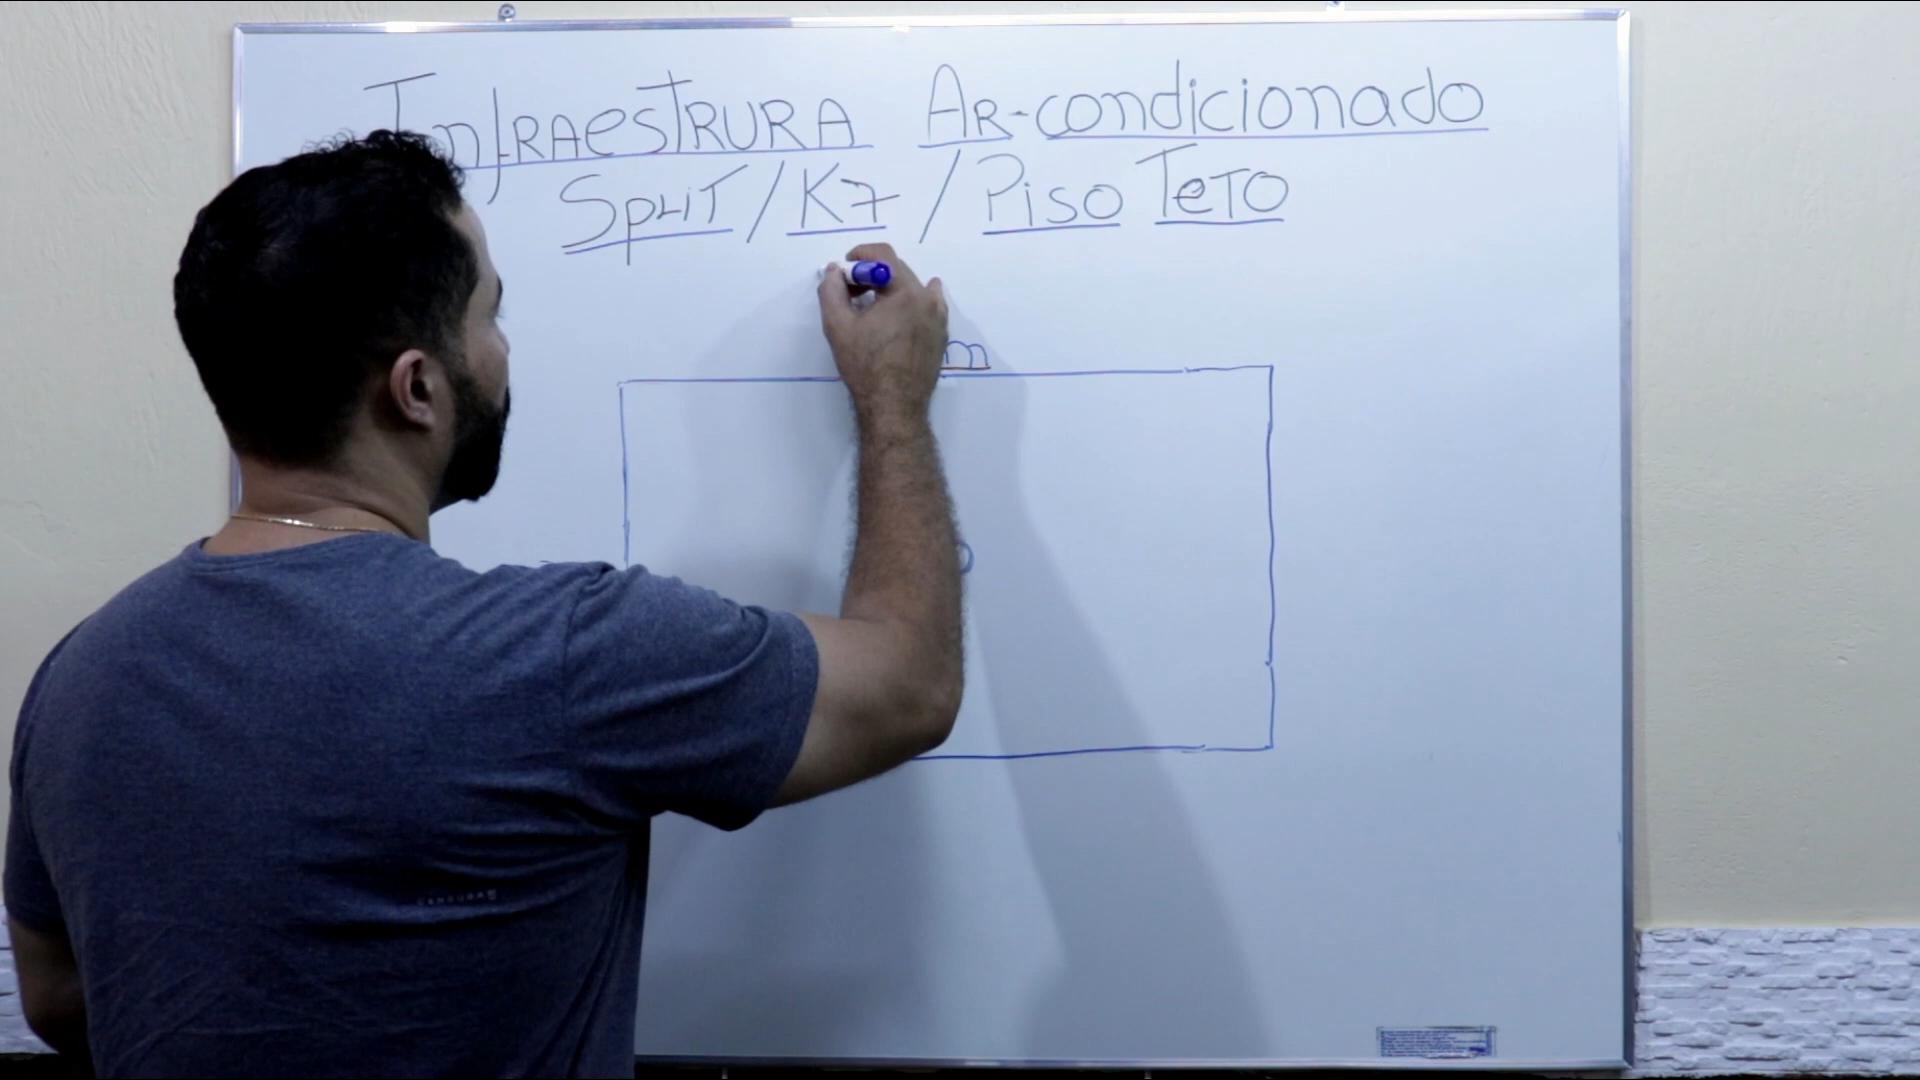 InfRAeSTRURA AR-condicionado
SpLiT / K7 / Piso TeTO
m